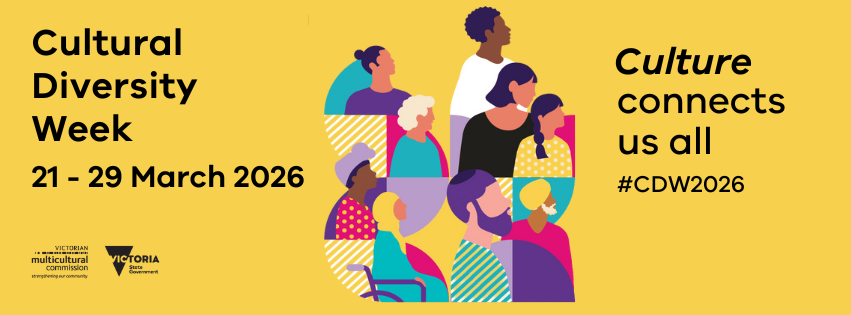 Cultural
Diversity
Week
21 - 29 March 2026
Culture
connects
us all
#CDW2026
VICTORIAN
multicultural
commission
strengthening our community
VICTORIA
State
Government